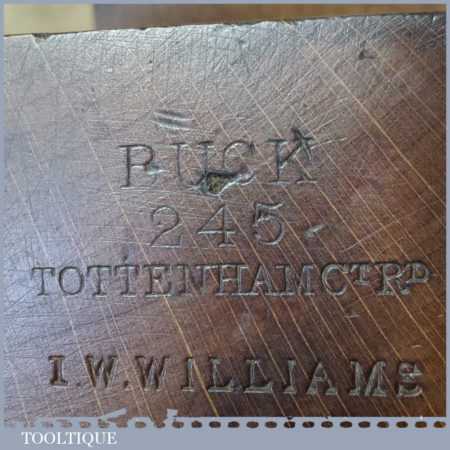 BUCK
245
TOTTENHAM CT RD
I.W.WILLIAMS
TOOLTIQUE